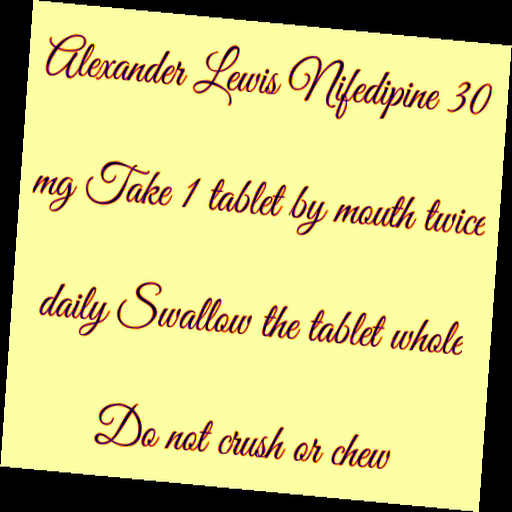 Alexander Lewis Nifedipine 30
mg Take 1 tablet by mouth twice
daily Swallow the tablet whole
Do not crush or chew